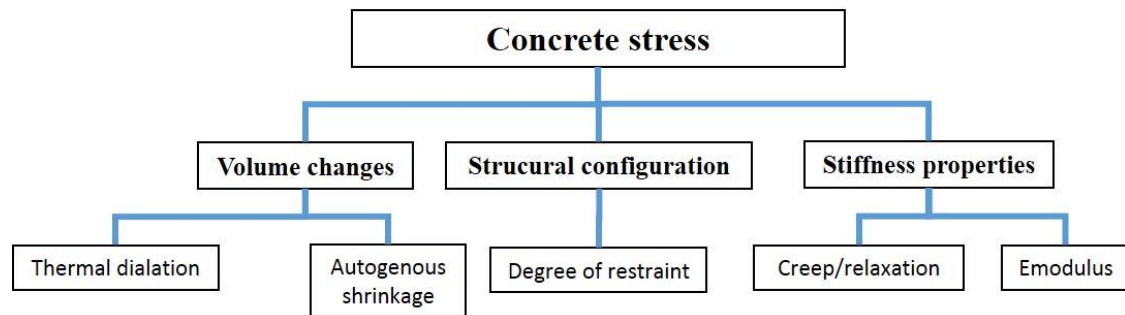 Concrete stress
Volume changes
Strucural configuration
Stiffness properties
Thermal dialation
Autogenous
shrinkage
Degree of restraint
Creep/relaxation
Emodulus